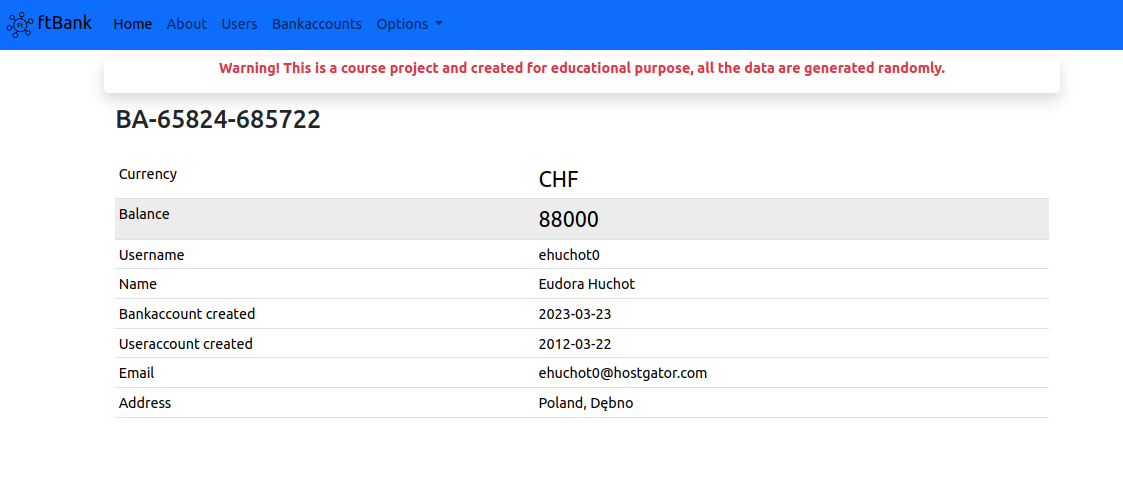 ftBank Home About Users Bankaccounts Options
Warning! This is a course project and created for educational purpose, all the data are generated randomly.
BA-65824-685722
Currency CHF
Balance 88000
Username ehuchot0
Name Eudora Huchot
Bankaccount created 2023-03-23
Useraccount created 2012-03-22
Email ehuchot0@hostgator.com
Address Poland, Dębno